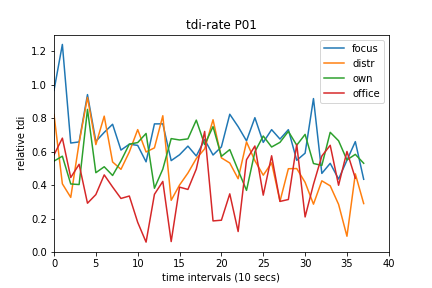 tdi-rate P01
relative tdi
1.2
1.0
0.8
0.6
0.4
0.2
0.0
focus
distr
own
office
0 5 10 15 20 25 30 35 40
time intervals (10 secs)